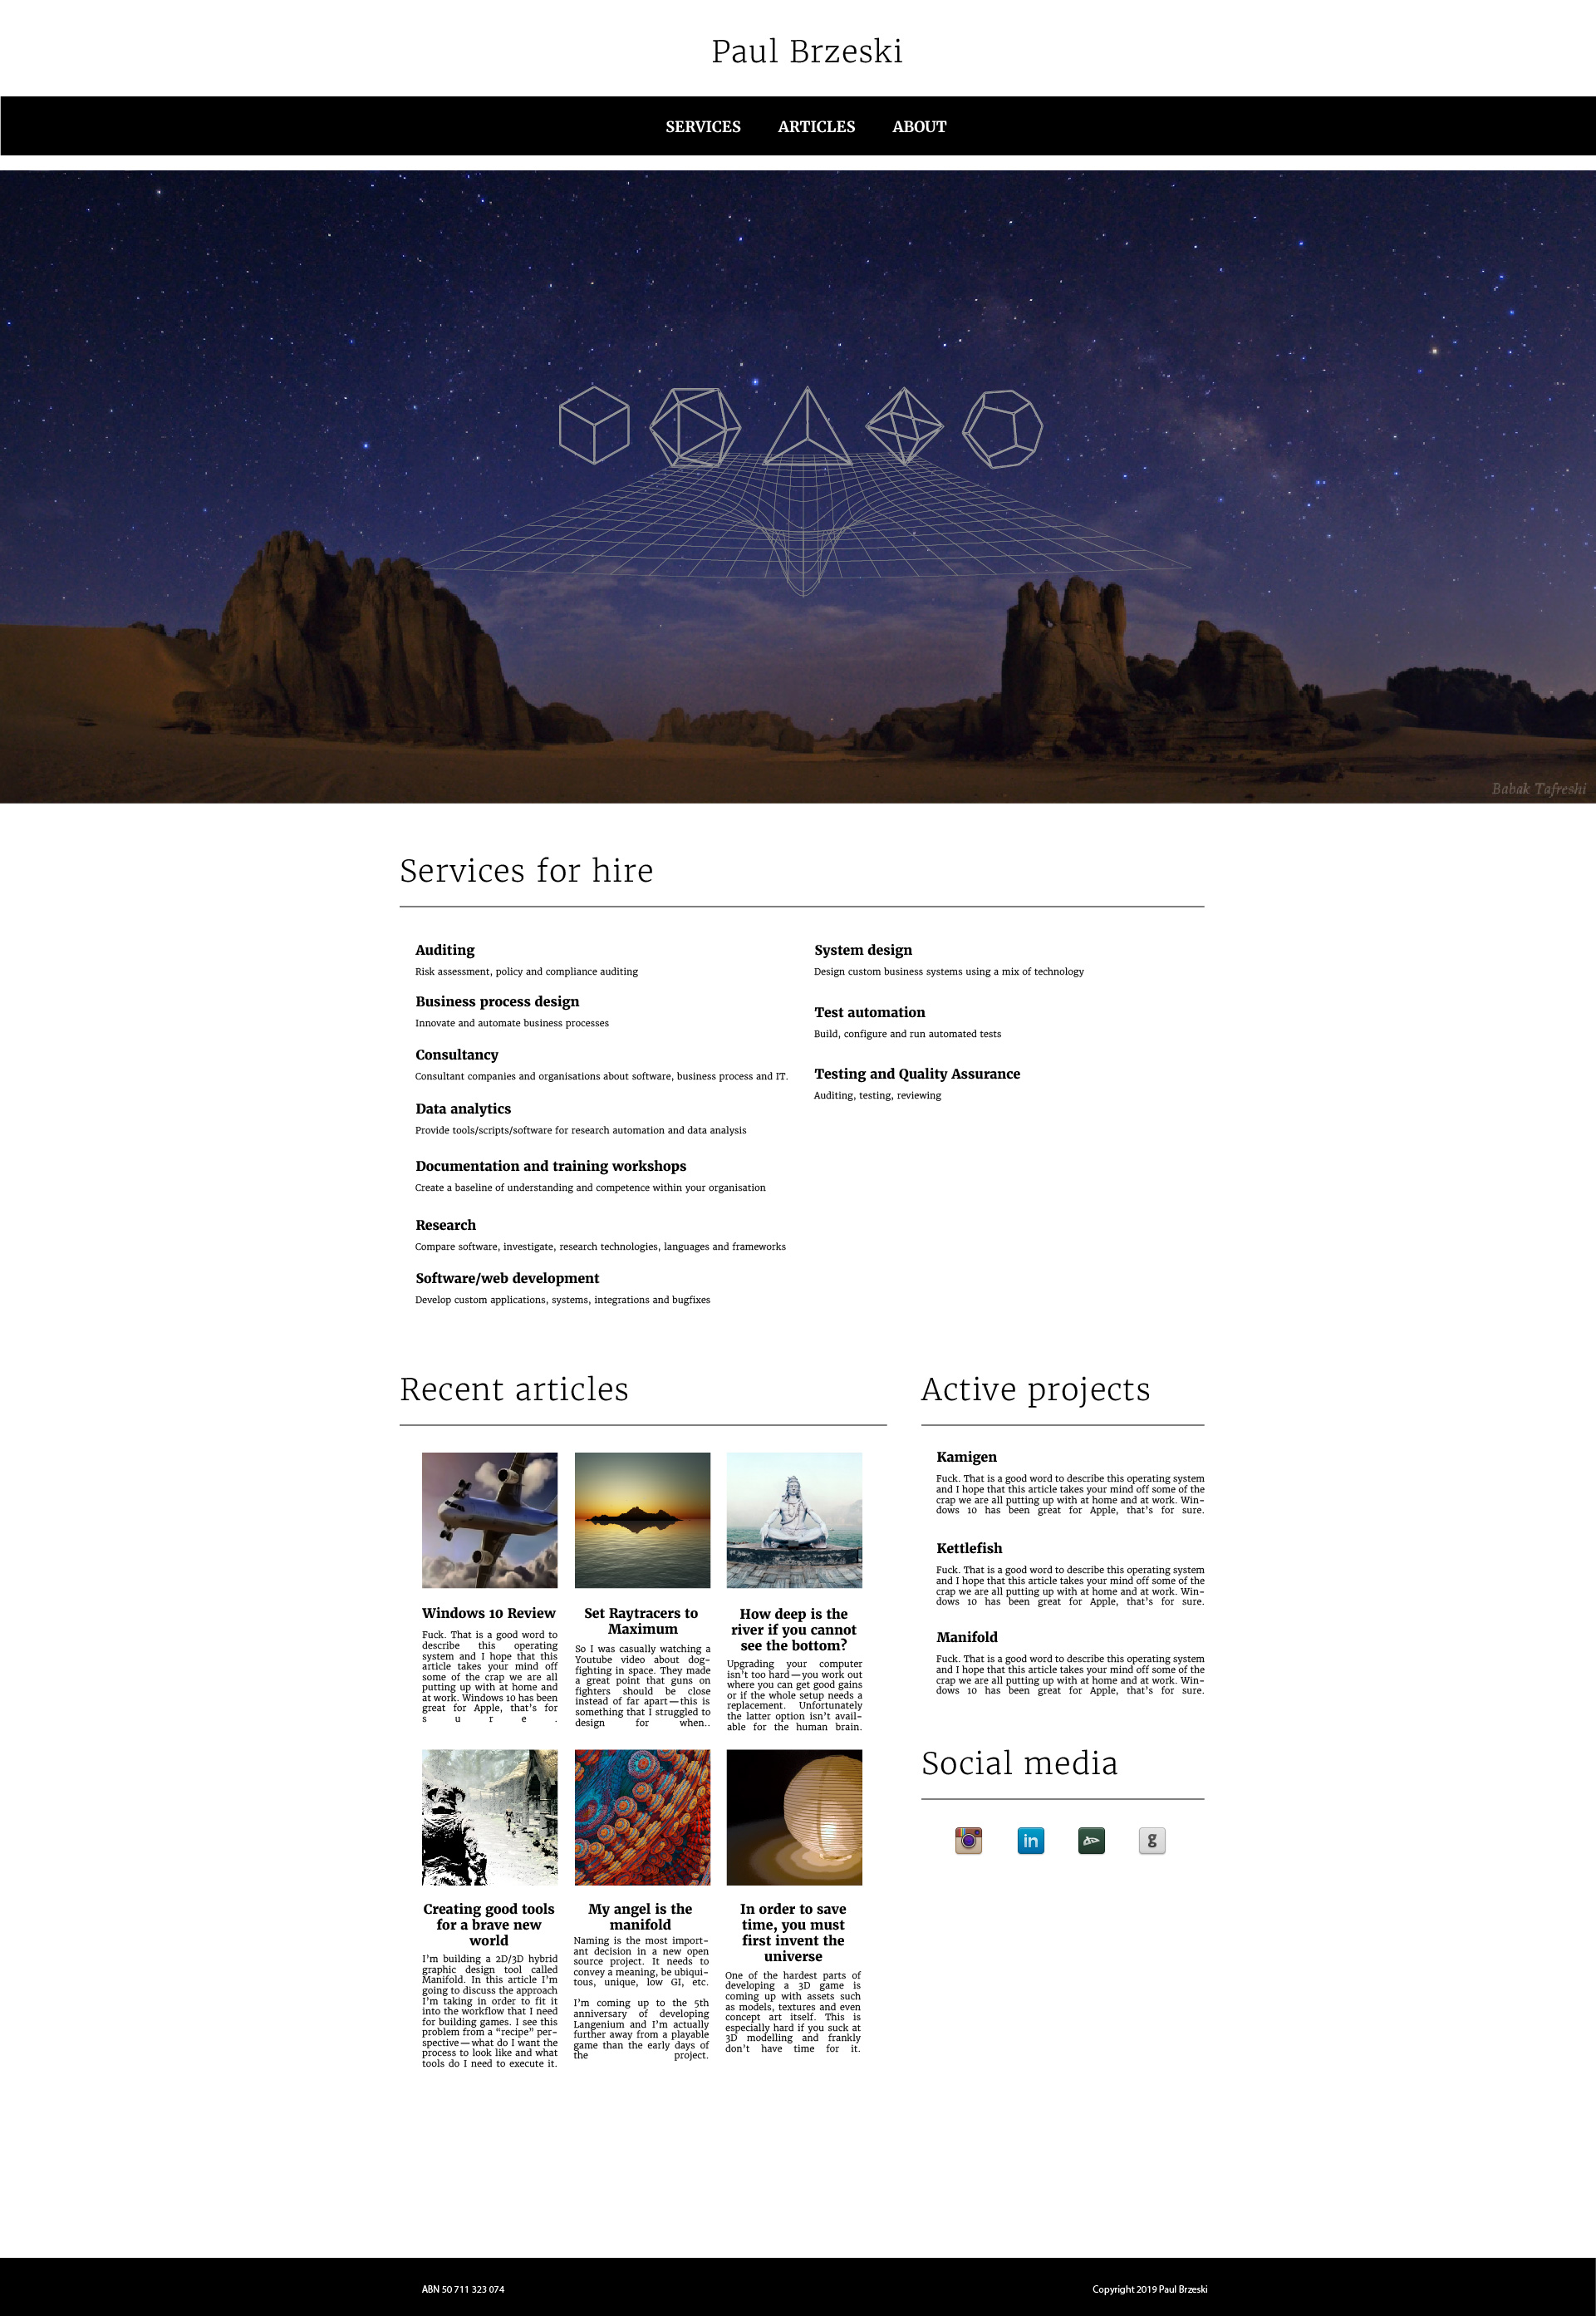 Paul Brzeski
SERVICES ARTICLES ABOUT
Babak Tafreshi
Services for hire
Auditing
Risk assessment, policy and compliance auditing
Business process design
Innovate and automate business processes
Consultancy
Consultant companies and organisations about software, business process and IT.
Data analytics
Provide tools/scripts/software for research automation and data analysis
Documentation and training workshops
Create a baseline of understanding and competence within your organisation
Research
Compare software, investigate, research technologies, languages and frameworks
Software/web development
Develop custom applications, systems, integrations and bugfixes
System design
Design custom business systems using a mix of technology
Test automation
Build, configure and run automated tests
Testing and Quality Assurance
Auditing, testing, reviewing
Recent articles
Windows 10 Review
Fuck. That is a good word to
describe this operating
system and I hope that this
article takes your mind off
some of the crap we are all
putting up with at home and
at work. Windows 10 has been
great for Apple, that's for
s u r e .
Set Raytracers to
Maximum
So I was casually watching a
Youtube video about dog-
fighting in space. They made
a great point that guns on
fighters should be close
instead of far apart—this is
something that I struggled to
design for when..
How deep is the
river if you cannot
see the bottom?
Upgrading your computer
isn't too hard—you work out
where you can get good gains
or if the whole setup needs a
replacement. Unfortunately
the latter option isn't avail-
able for the human brain.
Creating good tools
for a brave new
world
I'm building a 2D/3D hybrid
graphic design tool called
Manifold. In this article I'm
going to discuss the approach
I'm taking in order to fit it
into the workflow that I need
for building games. I see this
problem from a "recipe" per-
spective—what do I want the
process to look like and what
tools do I need to execute it.
My angel is the
manifold
Naming is the most import-
ant decision in a new open
source project. It needs to
convey a meaning, be ubiqui-
tous, unique, low GI, etc.
I'm coming up to the 5th
anniversary of developing
Langenium and I'm actually
further away from a playable
game than the early days of
the project.
In order to save
time, you must
first invent the
universe
One of the hardest parts of
developing a 3D game is
coming up with assets such
as models, textures and even
concept art itself. This is
especially hard if you suck at
3D modelling and frankly
don't have time for it.
Active projects
Kamigen
Fuck. That is a good word to describe this operating system
and I hope that this article takes your mind off some of the
crap we are all putting up with at home and at work. Win-
dows 10 has been great for Apple, that's for sure.
Kettlefish
Fuck. That is a good word to describe this operating system
and I hope that this article takes your mind off some of the
crap we are all putting up with at home and at work. Win-
dows 10 has been great for Apple, that's for sure.
Manifold
Fuck. That is a good word to describe this operating system
and I hope that this article takes your mind off some of the
crap we are all putting up with at home and at work. Win-
dows 10 has been great for Apple, that's for sure.
Social media
in
g
ABN 50 711 323 074
Copyright 2019 Paul Brzeski